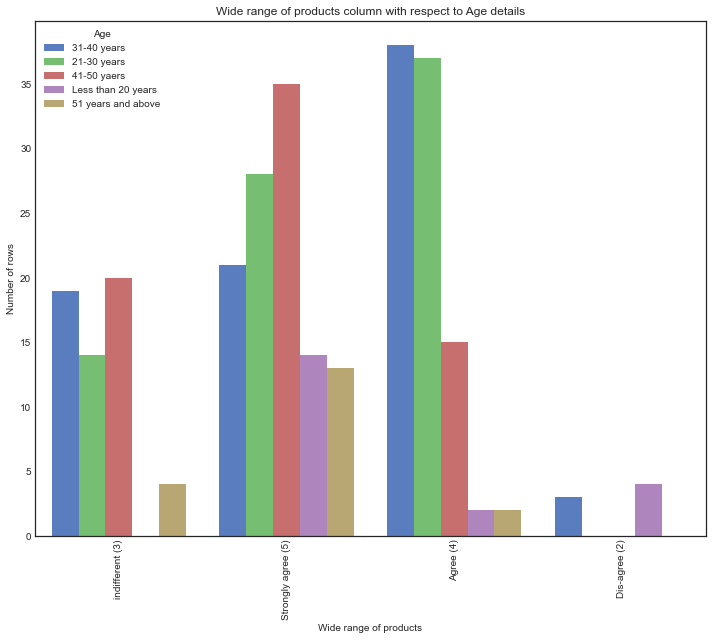 Wide range of products column with respect to Age details
Age
31-40 years
21-30 years
41-50 yaers
Less than 20 years
51 years and above
Number of rows
35
30
25
20
15
10
5
0
indifferent (3)
Strongly agree (5)
Agree (4)
Dis-agree (2)
Wide range of products